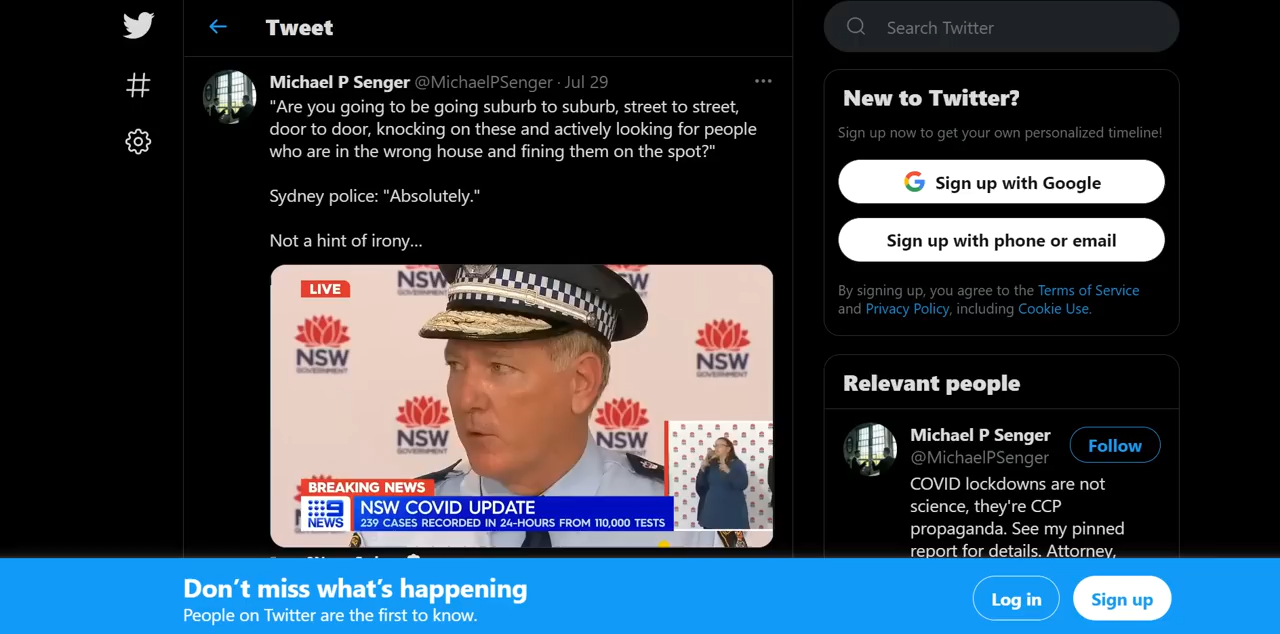 Tweet
Michael P Senger @MichaelPSenger · Jul 29
"Are you going to be going suburb to suburb, street to street,
door to door, knocking on these and actively looking for people
who are in the wrong house and fining them on the spot?"
Sydney police: "Absolutely."
Not a hint of irony...
LIVE
NSW
GOVERNMENT
NSW
NSW
GOVERNMENT
NSW
GOVERNMENT
NSW
NSW
BREAKING NEWS
9
NEWS
NSW COVID UPDATE
239 CASES RECORDED IN 24-HOURS FROM 110,000 TESTS
Search Twitter
New to Twitter?
Sign up now to get your own personalized timeline!
Sign up with Google
Sign up with phone or email
By signing up, you agree to the Terms of Service
and Privacy Policy, including Cookie Use.
Relevant people
Michael P Senger
@MichaelPSenger
Follow
COVID lockdowns are not
science, they're CCP
propaganda. See my pinned
report for details. Attorney,
Don't miss what's happening
People on Twitter are the first to know.
Log in
Sign up